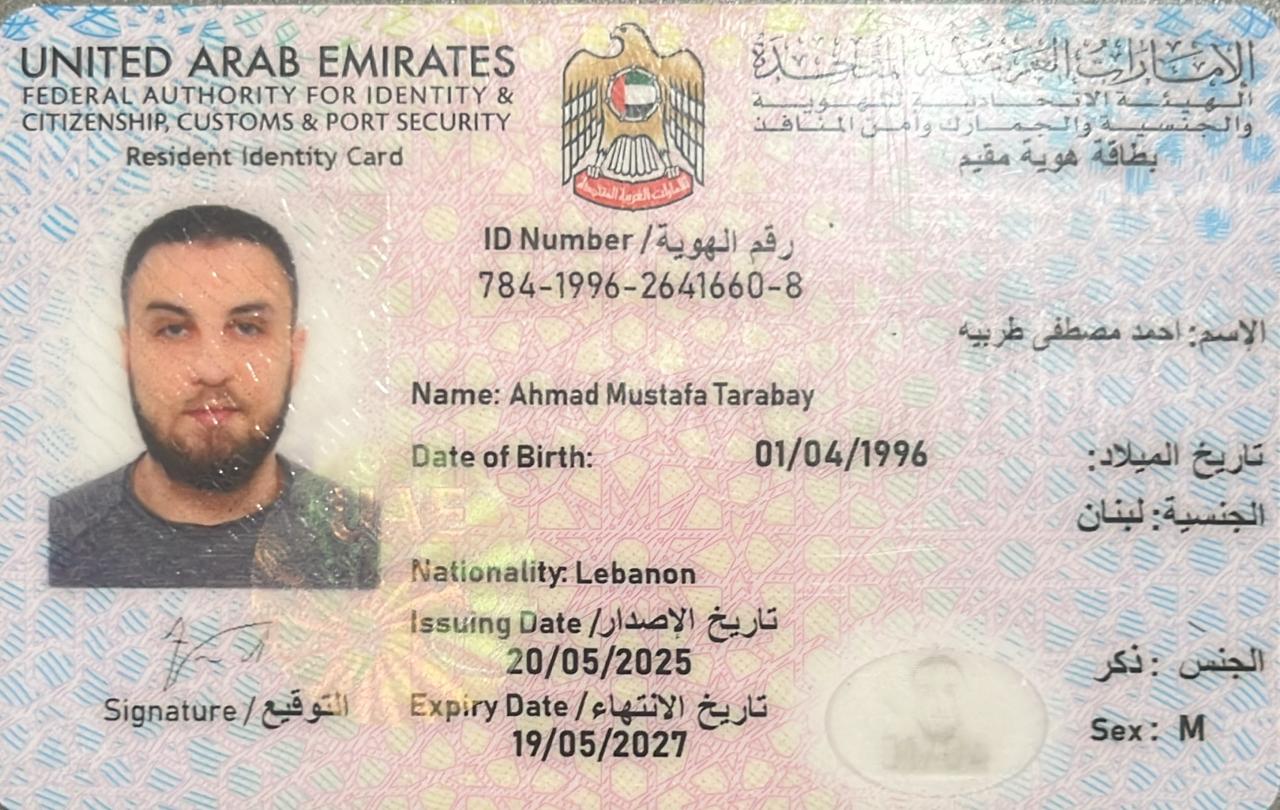 UNITED ARAB EMIRATES
FEDERAL AUTHORITY FOR IDENTITY &
CITIZENSHIP, CUSTOMS & PORT SECURITY
Resident Identity Card
الإمارات العربية المتحدة
الهيئة الاتحادية للهوية
والجنسية والجمارك وأمن المنافذ
بطاقة هوية مقيم
الإمارات العربية المتحدة
ID Number / رقم الهوية
784-1996-2641660-8
الإسم: احمد مصطفى طربيه
Name: Ahmad Mustafa Tarabay
Date of Birth: 01/04/1996 تاريخ الميلاد:
الجنسية: لبنان
UAE
Nationality: Lebanon
Issuing Date / تاريخ الإصدار
20/05/2025
الجنس: ذكر
Expiry Date / تاريخ الانتهاء
19/05/2027
Sex: M
Signature / التوقيع